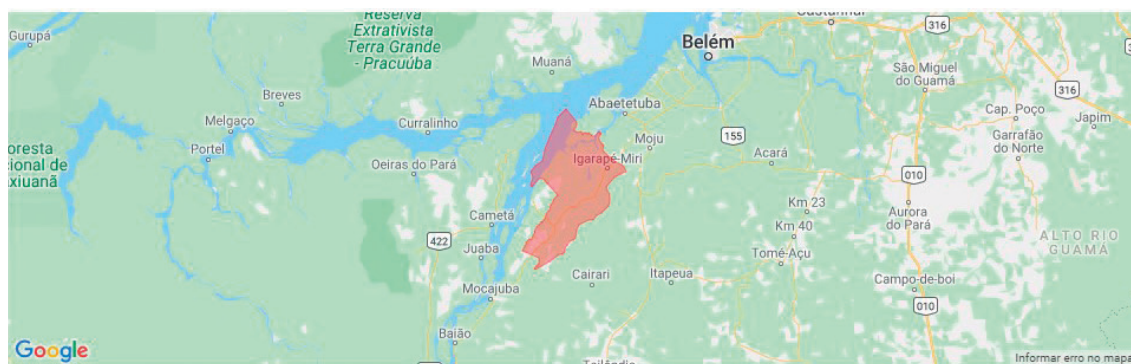 Reserva
Extrativista
Terra Grande
- Pracuúba
Gurupá
Muaná
Belém
316
São Miguel
do Guamá
316
Breves
Abaetetuba
Melgaço
Curralinho
Cap. Poço
Japim
Portel
Moju
155
Garrafão
do Norte
Oeiras do Pará
Igarapé-Miri
Acará
010
Km 23
Aurora
do Pará
Cametá
Km 40
ALTO RIO
GUAMÁ
422
Juaba
Tomé-Açu
Cairari
Itapeua
Campo-de-boi
Mocajuba
010
Baião
Google
Informar erro no mapa